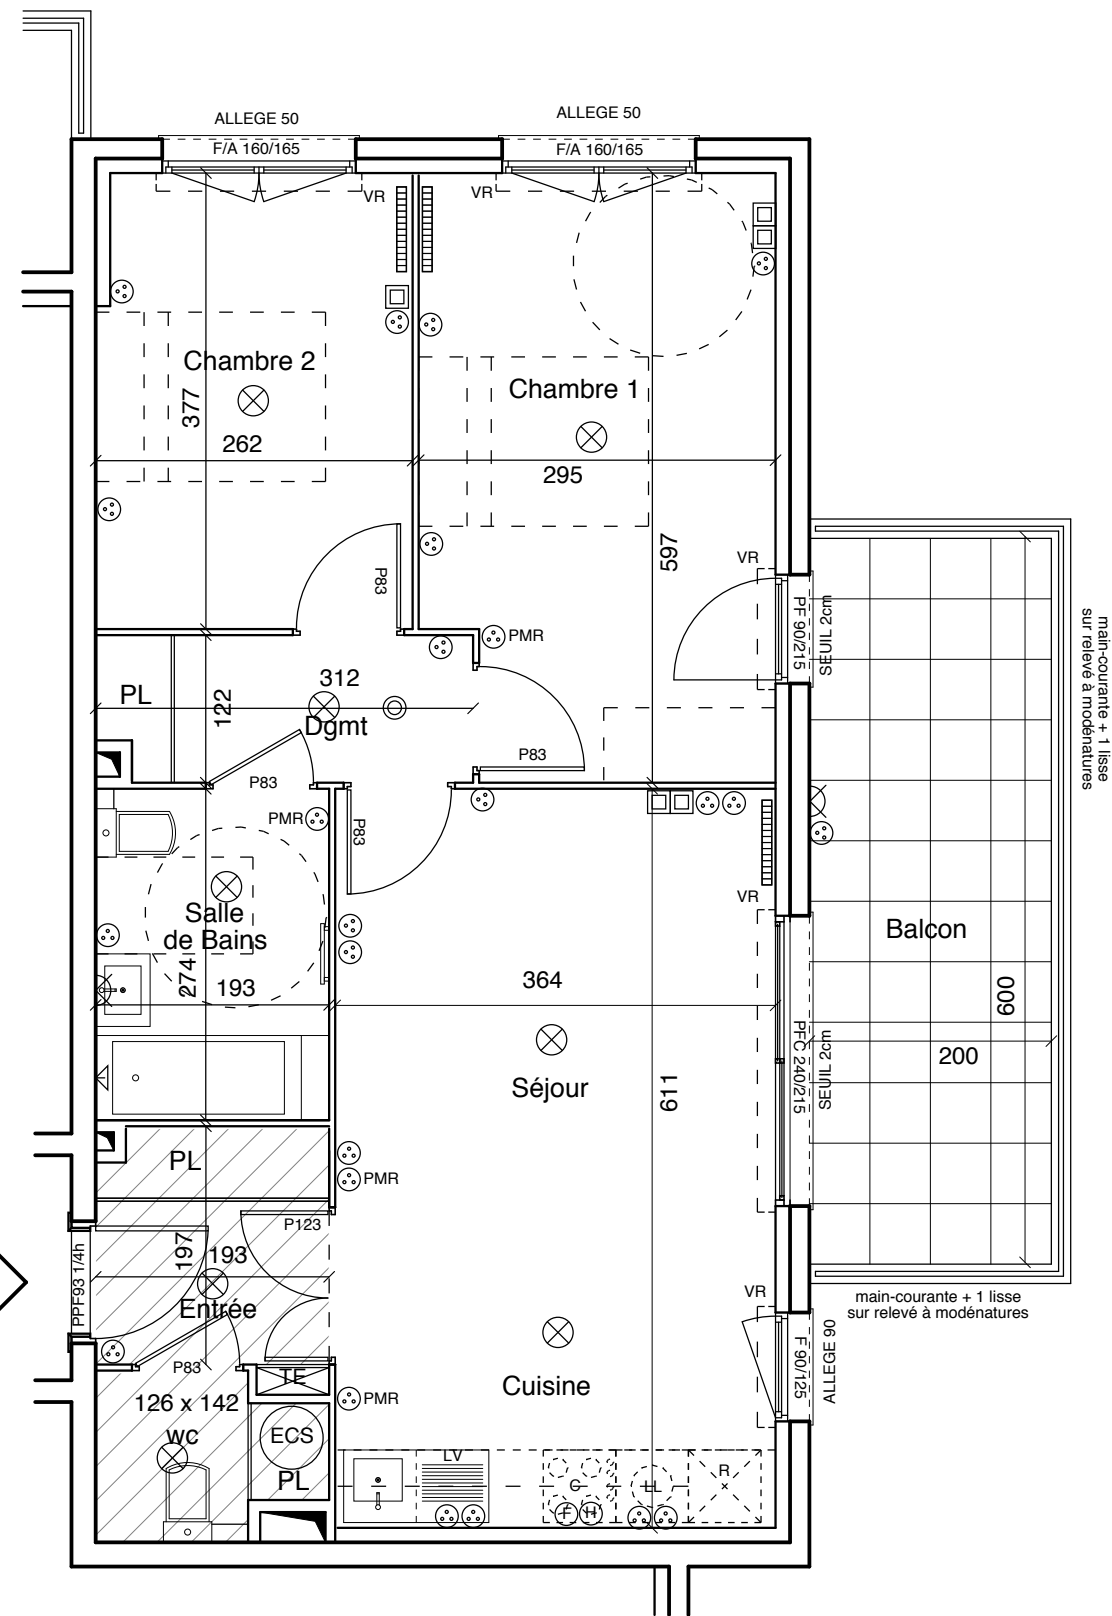 ALLEGE 50
ALLEGE 50
F/A 160/165
F/A 160/165
VR
VR
Chambre 2
377
262
Chambre 1
295
597
P83
VR
PF 90/215
SEUIL 2cm
main-courante + 1 lisse
sur relevé à modénatures
PMR
PL
122
312
Dgmt
P83
P83
PMR
P83
VR
Salle
de Bains
274
193
364
Balcon
600
200
PFC 240/215
SEUIL 2cm
Séjour
611
PL
PMR
P123
197
193
PPF93 1/4h
Entrée
VR
main-courante + 1 lisse
sur relevé à modénatures
F 90/125
ALLEGE 90
P83
TE
Cuisine
PMR
126 x 142
wc
ECS
PL
LV
C
LL
R
F
H